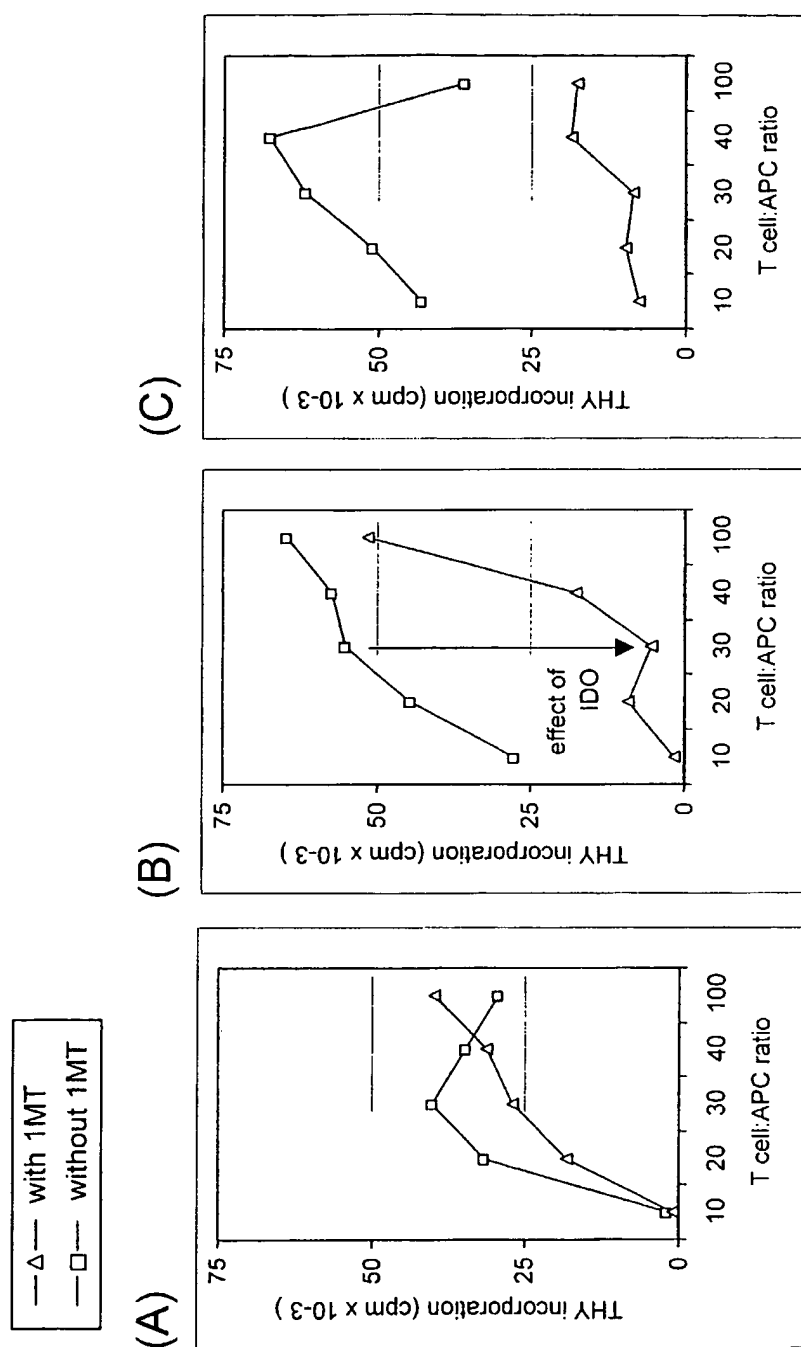 with 1MT
without 1MT
(A)
THY incorporation (cpm x 10-3 )
75
50
25
0
10 20 30 40 100
T cell:APC ratio
(B)
THY incorporation (cpm x 10-3 )
75
50
25
0
effect of
IDO
10 20 30 40 100
T cell:APC ratio
(C)
THY incorporation (cpm x 10-3 )
75
50
25
0
10 20 30 40 100
T cell:APC ratio